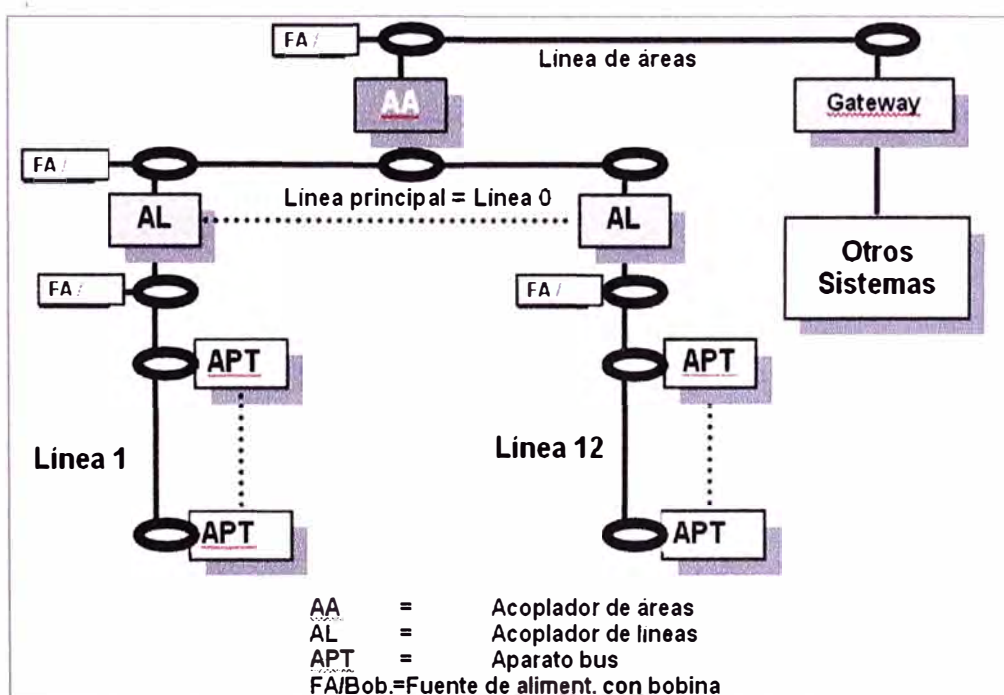 FA /
Línea de áreas
AA
Gateway
FA /
Línea principal = Línea 0
AL
AL
Otros
Sistemas
FA /
FA /
APT
APT
Línea 1
Línea 12
APT
APT
AA = Acoplador de áreas
AL = Acoplador de líneas
APT = Aparato bus
FA/Bob.=Fuente de aliment. con bobina